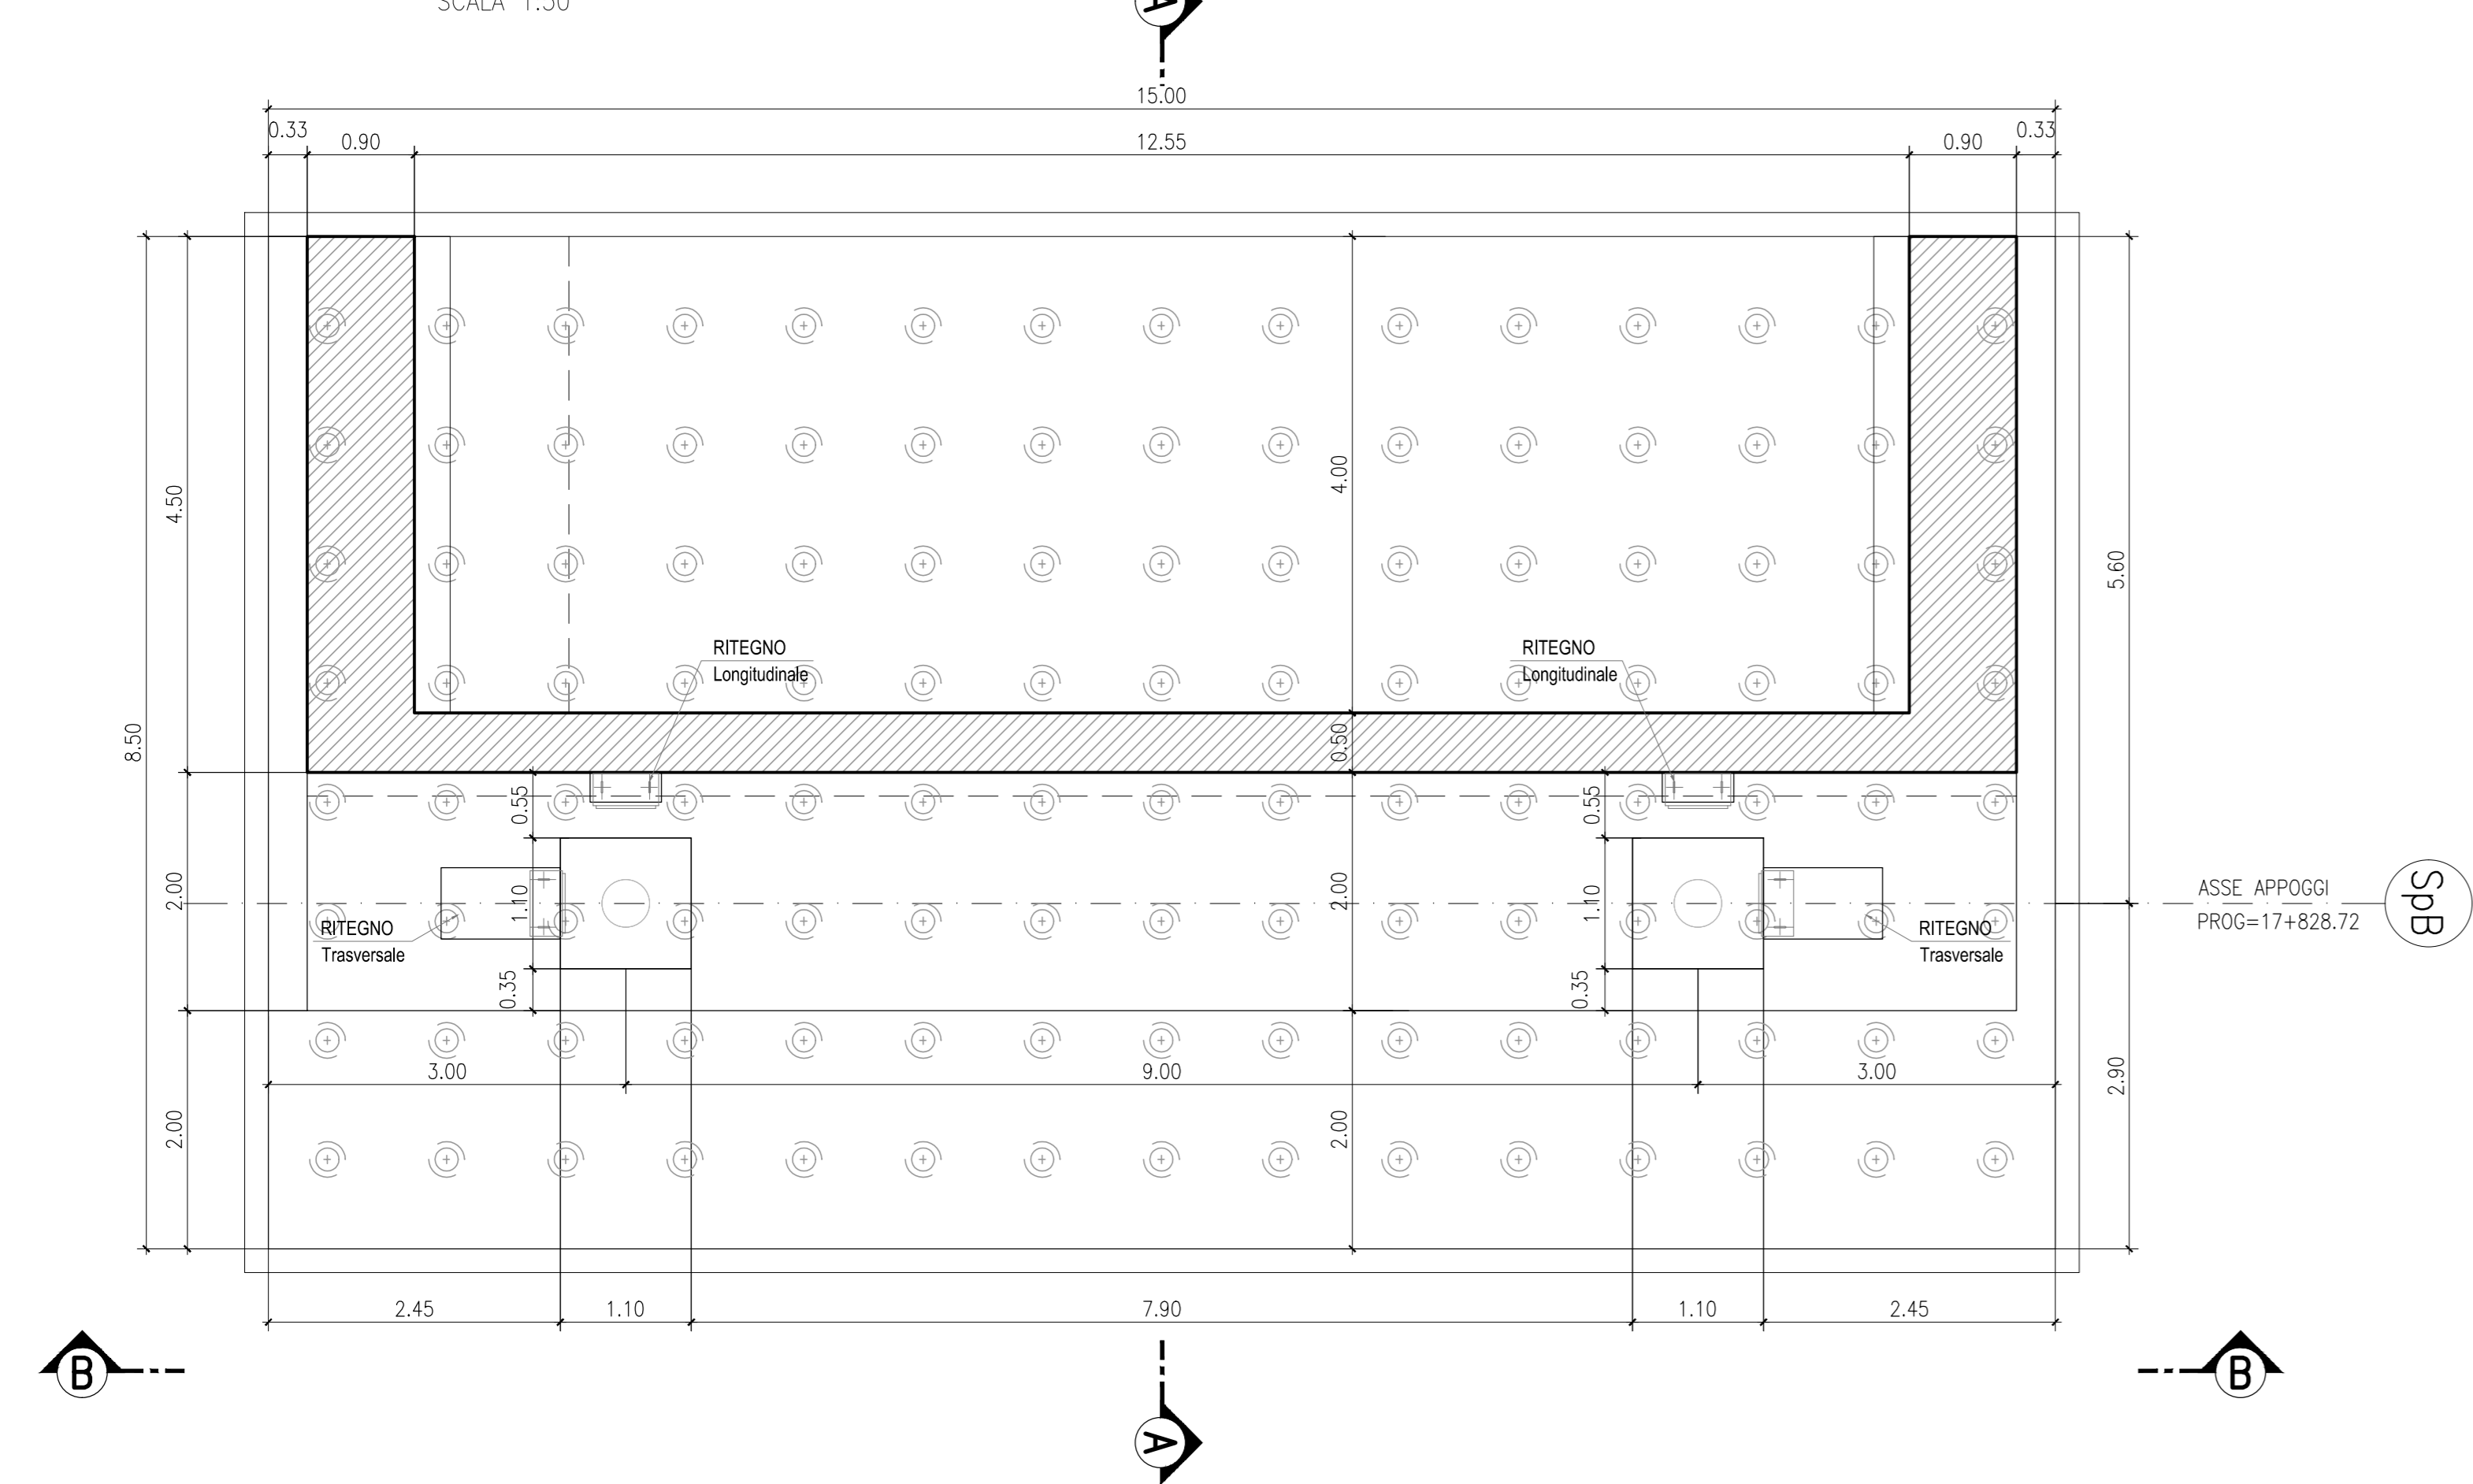 SCALA 1:50
A
15.00
0.33
0.90
12.55
0.90
0.33
4.50
4.00
5.60
RITEGNO
Longitudinale
RITEGNO
Longitudinale
8.50
0.50
0.55
0.55
2.00
1.10
2.00
1.10
ASSE APPOGGI
PROG=17+828.72
SpB
RITEGNO
Trasversale
RITEGNO
Trasversale
0.35
0.35
3.00
9.00
3.00
2.90
2.00
2.00
2.45
1.10
7.90
1.10
2.45
B
B
A